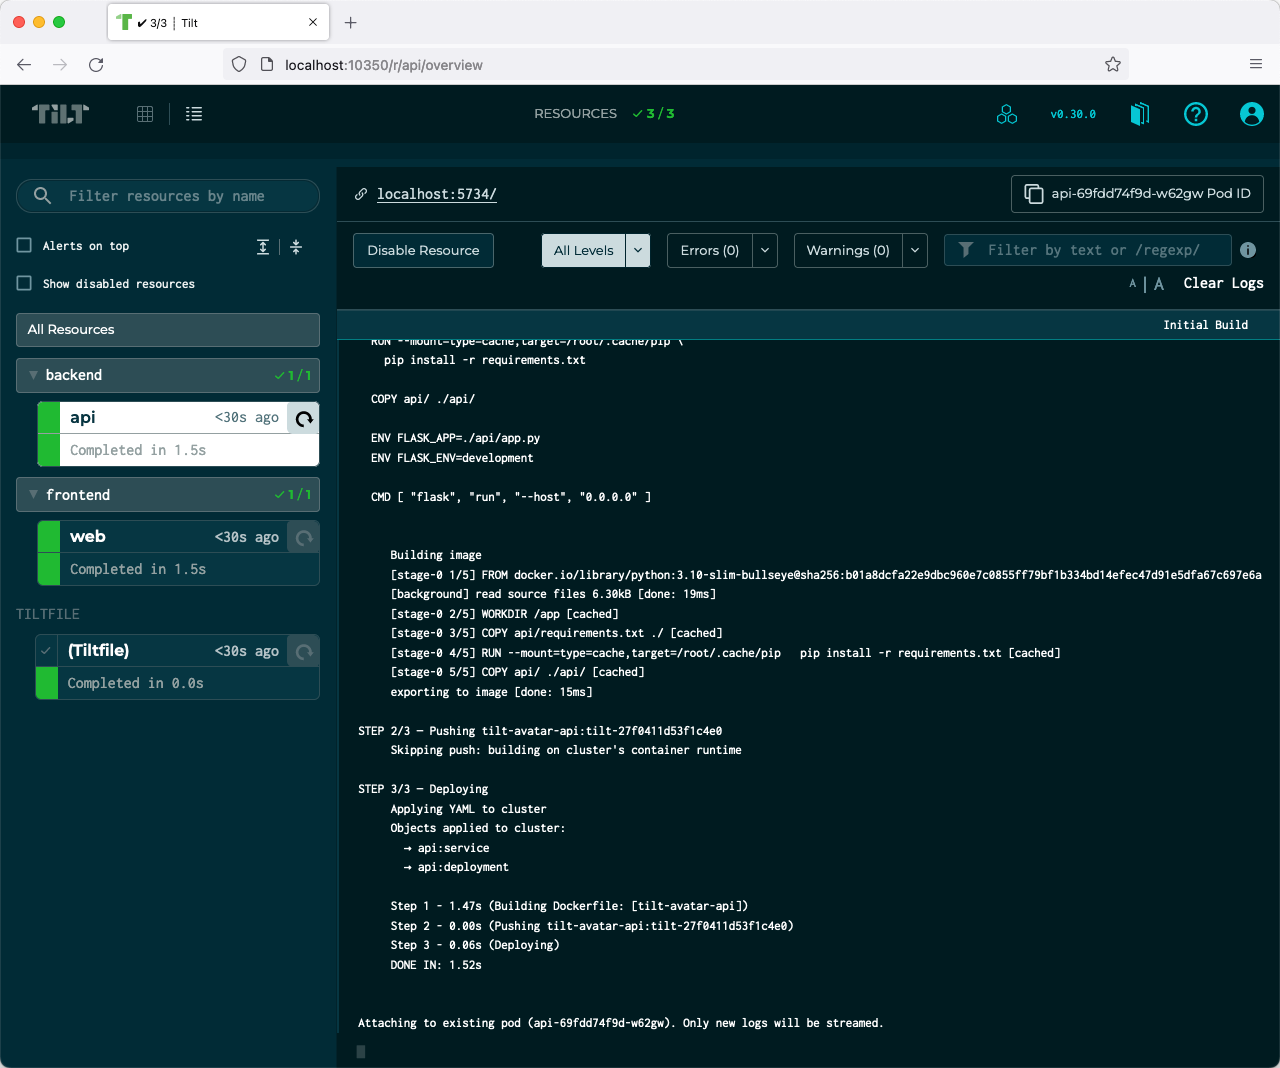 ✔ 3/3 ┊ Tilt
localhost:10350/r/api/overview
TILT
RESOURCES ✓ 3 / 3
v0.30.0
Filter resources by name
Alerts on top
Show disabled resources
All Resources
backend 1/1
api <30s ago
Completed in 1.5s
frontend 1/1
web <30s ago
Completed in 1.5s
TILTFILE
(Tiltfile) <30s ago
Completed in 0.0s
localhost:5734/
api-69fdd74f9d-w62gw Pod ID
Disable Resource
All Levels
Errors (0)
Warnings (0)
Filter by text or /regexp/
A | A Clear Logs
Initial Build
RUN --mount=type=cache,target=/root/.cache/pip \
pip install -r requirements.txt
COPY api/ ./api/
ENV FLASK_APP=./api/app.py
ENV FLASK_ENV=development
CMD [ "flask", "run", "--host", "0.0.0.0" ]
Building image
[stage-0 1/5] FROM docker.io/library/python:3.10-slim-bullseye@sha256:b01a8dcfa22e9dbc960e7c0855ff79bf1b334bd14efec47d91e5dfa67c697e6a
[background] read source files 6.30kB [done: 19ms]
[stage-0 2/5] WORKDIR /app [cached]
[stage-0 3/5] COPY api/requirements.txt ./ [cached]
[stage-0 4/5] RUN --mount=type=cache,target=/root/.cache/pip   pip install -r requirements.txt [cached]
[stage-0 5/5] COPY api/ ./api/ [cached]
exporting to image [done: 15ms]
STEP 2/3 — Pushing tilt-avatar-api:tilt-27f0411d53f1c4e0
Skipping push: building on cluster's container runtime
STEP 3/3 — Deploying
Applying YAML to cluster
Objects applied to cluster:
→ api:service
→ api:deployment
Step 1 - 1.47s (Building Dockerfile: [tilt-avatar-api])
Step 2 - 0.00s (Pushing tilt-avatar-api:tilt-27f0411d53f1c4e0)
Step 3 - 0.06s (Deploying)
DONE IN: 1.52s
Attaching to existing pod (api-69fdd74f9d-w62gw). Only new logs will be streamed.